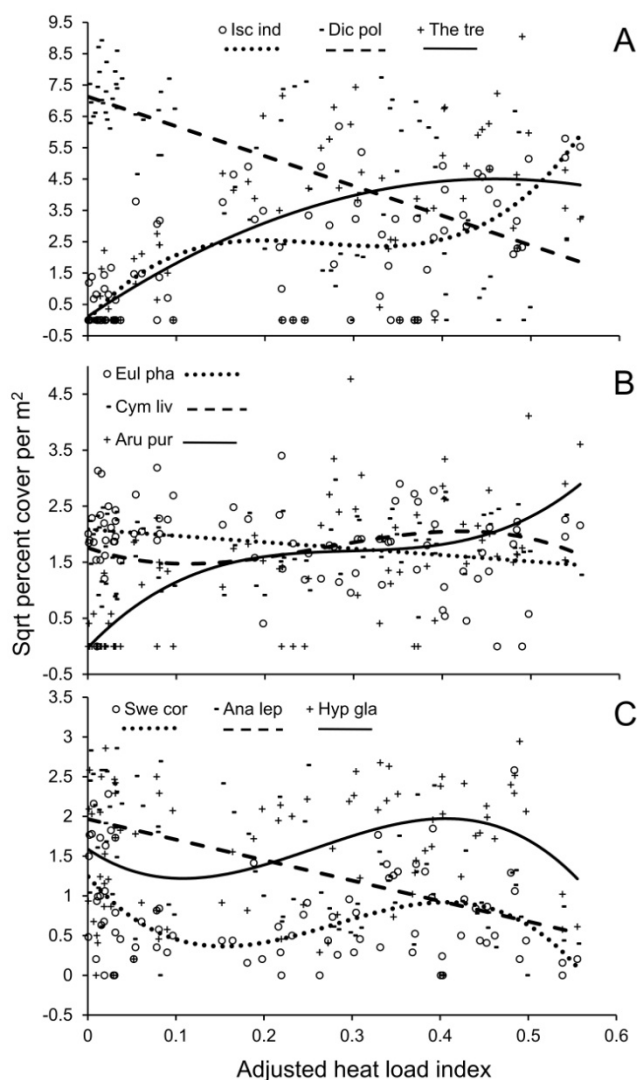 Isc ind Dic pol The tre
A
9.5
8.5
7.5
6.5
5.5
4.5
3.5
2.5
1.5
0.5
-0.5
Eul pha
Cym liv
Aru pur
B
4.5
3.5
2.5
1.5
0.5
-0.5
Swe cor Ana lep Hyp gla
C
3.5
3
2.5
2
1.5
1
0.5
0
-0.5
0 0.1 0.2 0.3 0.4 0.5 0.6
Sqrt percent cover per m²
Adjusted heat load index